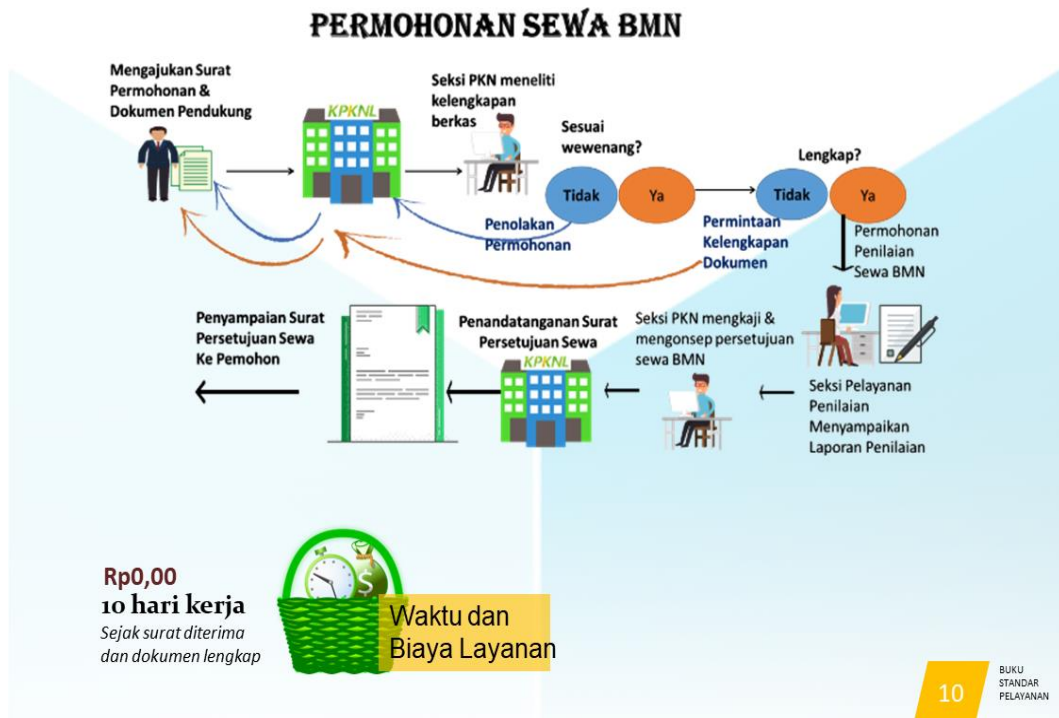 PERMOHONAN SEWA BMN
Mengajukan Surat
Permohonan &
Dokumen Pendukung
KPKNL
Seksi PKN meneliti
kelengkapan
berkas
Sesuai
wewenang?
Tidak
Ya
Lengkap?
Tidak
Ya
Penolakan
Permohonan
Permintaan
Kelengkapan
Dokumen
Permohonan
Penilaian
Sewa BMN
Seksi Pelayanan
Penilaian
Menyampaikan
Laporan Penilaian
Seksi PKN mengkaji &
mengonsep persetujuan
sewa BMN
Penandatanganan Surat
Persetujuan Sewa
KPKNL
Penyampaian Surat
Persetujuan Sewa
Ke Pemohon
Rp0,00
10 hari kerja
Sejak surat diterima
dan dokumen lengkap
$
Waktu dan
Biaya Layanan
10
BUKU
STANDAR
PELAYANAN